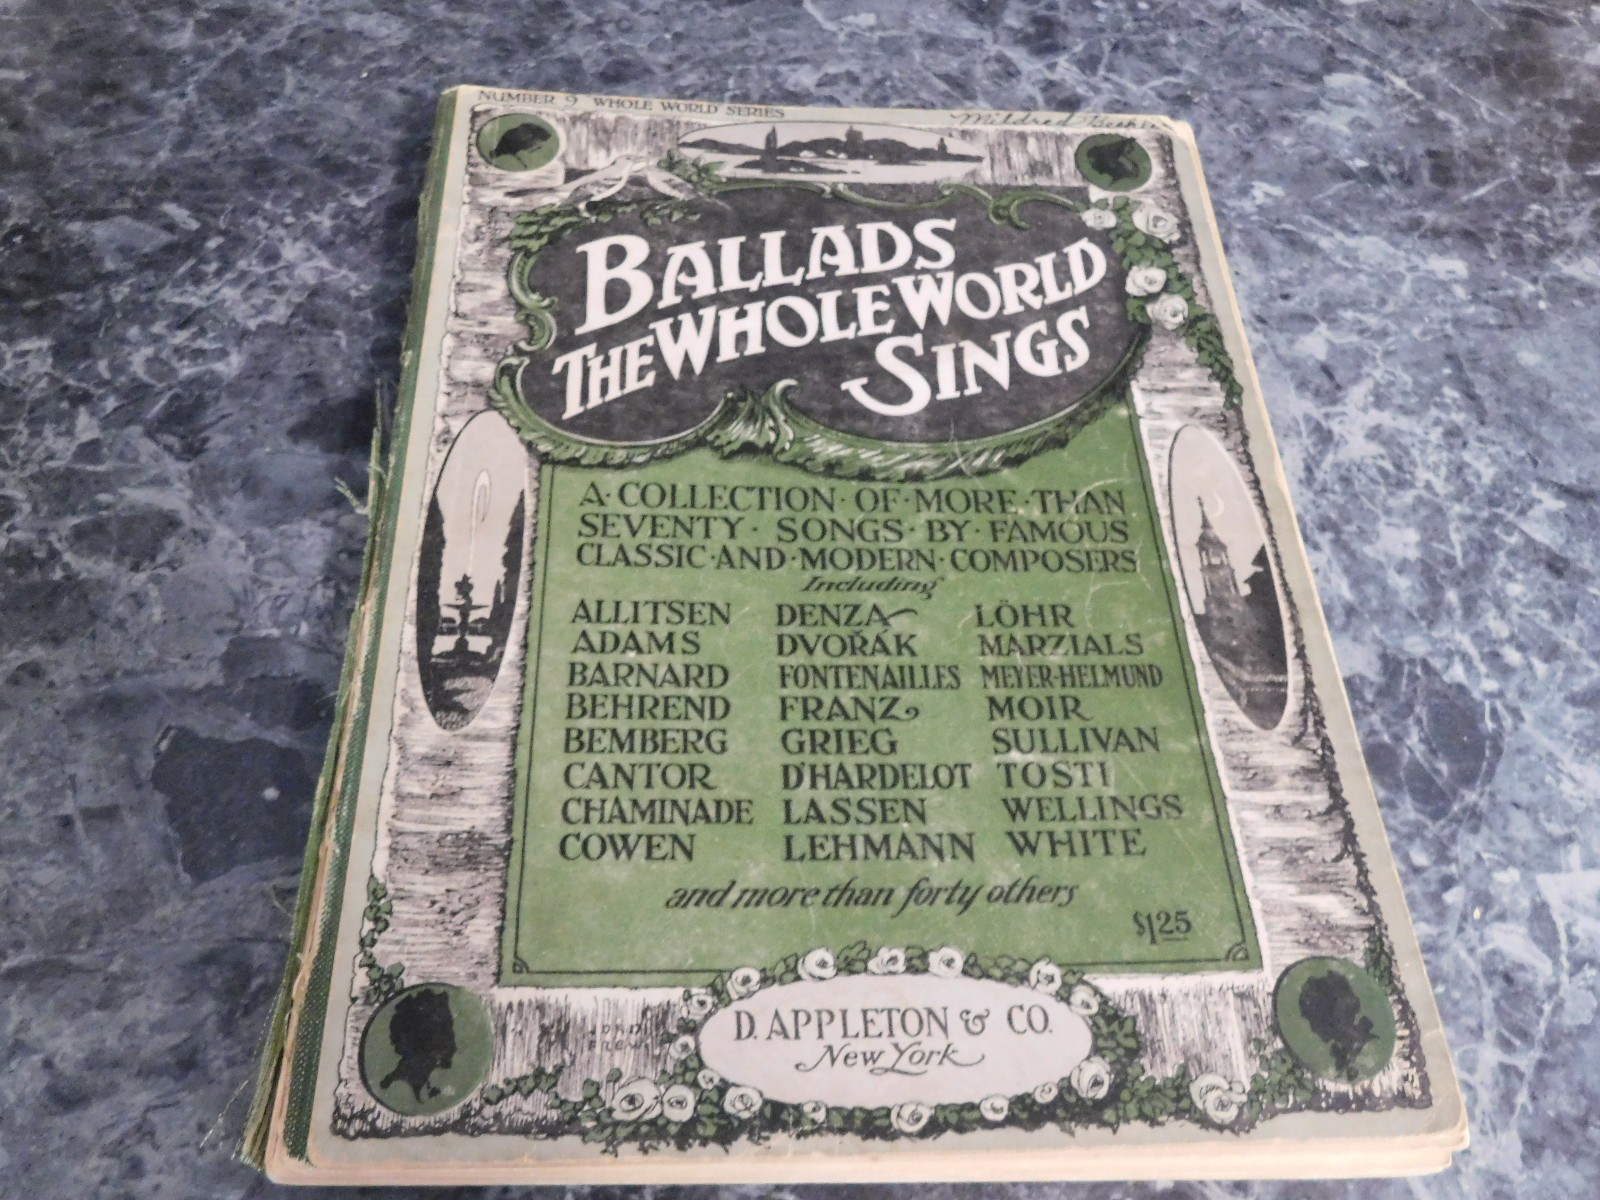 NUMBER 9 WHOLE WORLD SERIES
Mildred
BALLADS
THE WHOLE WORLD
SINGS
A·COLLECTION·OF·MORE·THAN
SEVENTY·SONGS·BY·FAMOUS
CLASSIC·AND·MODERN·COMPOSERS
Including
ALLITSEN DENZA LÖHR
ADAMS DVOŘÁK MARZIALS
BARNARD FONTENAILLES MEYER-HELMUND
BEHREND FRANZ MOIR
BEMBERG GRIEG SULLIVAN
CANTOR D'HARDELOT TOSTI
CHAMINADE LASSEN WELLINGS
COWEN LEHMANN WHITE
and more than forty others
$1.25
D. APPLETON & CO.
New York